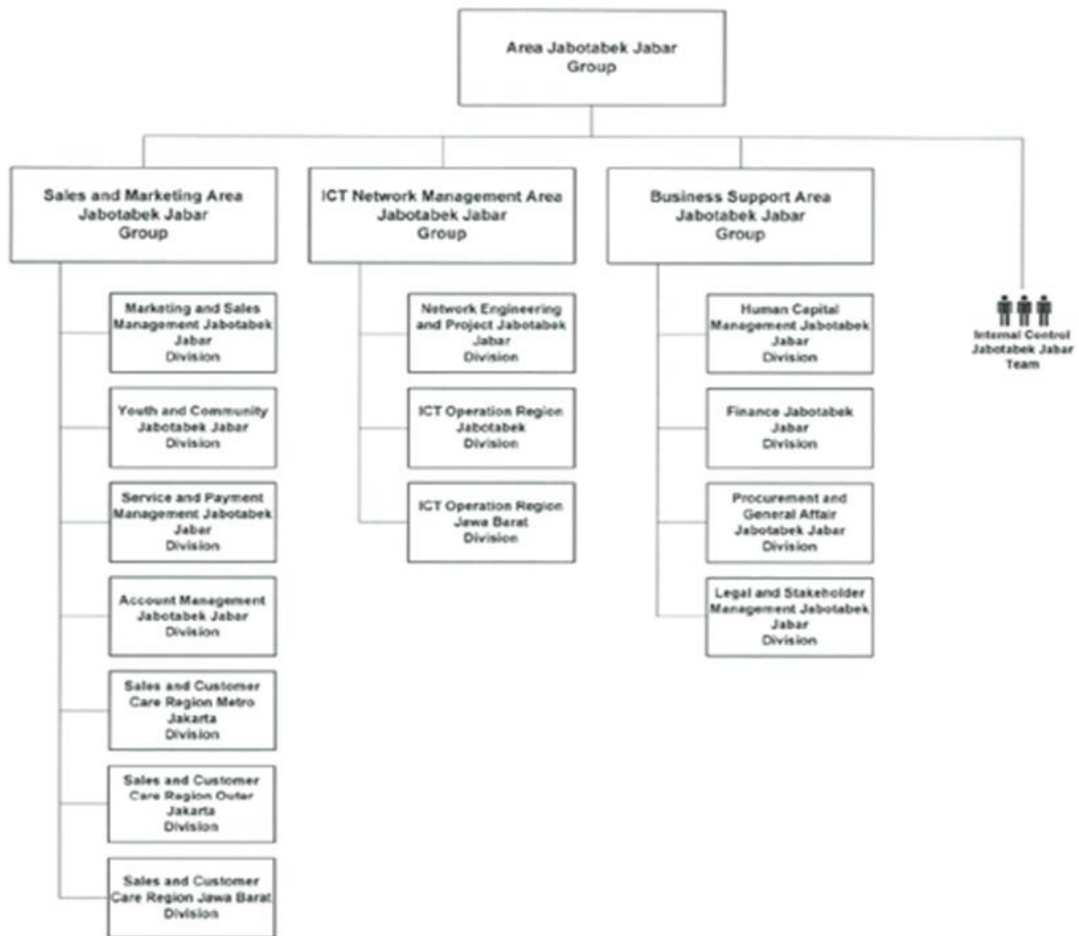 Area Jabotabek Jabar
Group
Sales and Marketing Area
Jabotabek Jabar
Group
ICT Network Management Area
Jabotabek Jabar
Group
Business Support Area
Jabotabek Jabar
Group
Internal Control
Jabotabek Jabar
Team
Marketing and Sales
Management Jabotabek
Jabar
Division
Youth and Community
Jabotabek Jabar
Division
Service and Payment
Management Jabotabek
Jabar
Division
Account Management
Jabotabek Jabar
Division
Sales and Customer
Care Region Metro
Jakarta
Division
Sales and Customer
Care Region Outer
Jakarta
Division
Sales and Customer
Care Region Jawa Barat
Division
Network Engineering
and Project Jabotabek
Jabar
Division
ICT Operation Region
Jabotabek
Division
ICT Operation Region
Jawa Barat
Division
Human Capital
Management Jabotabek
Jabar
Division
Finance Jabotabek
Jabar
Division
Procurement and
General Affair
Jabotabek Jabar
Division
Legal and Stakeholder
Management Jabotabek
Jabar
Division